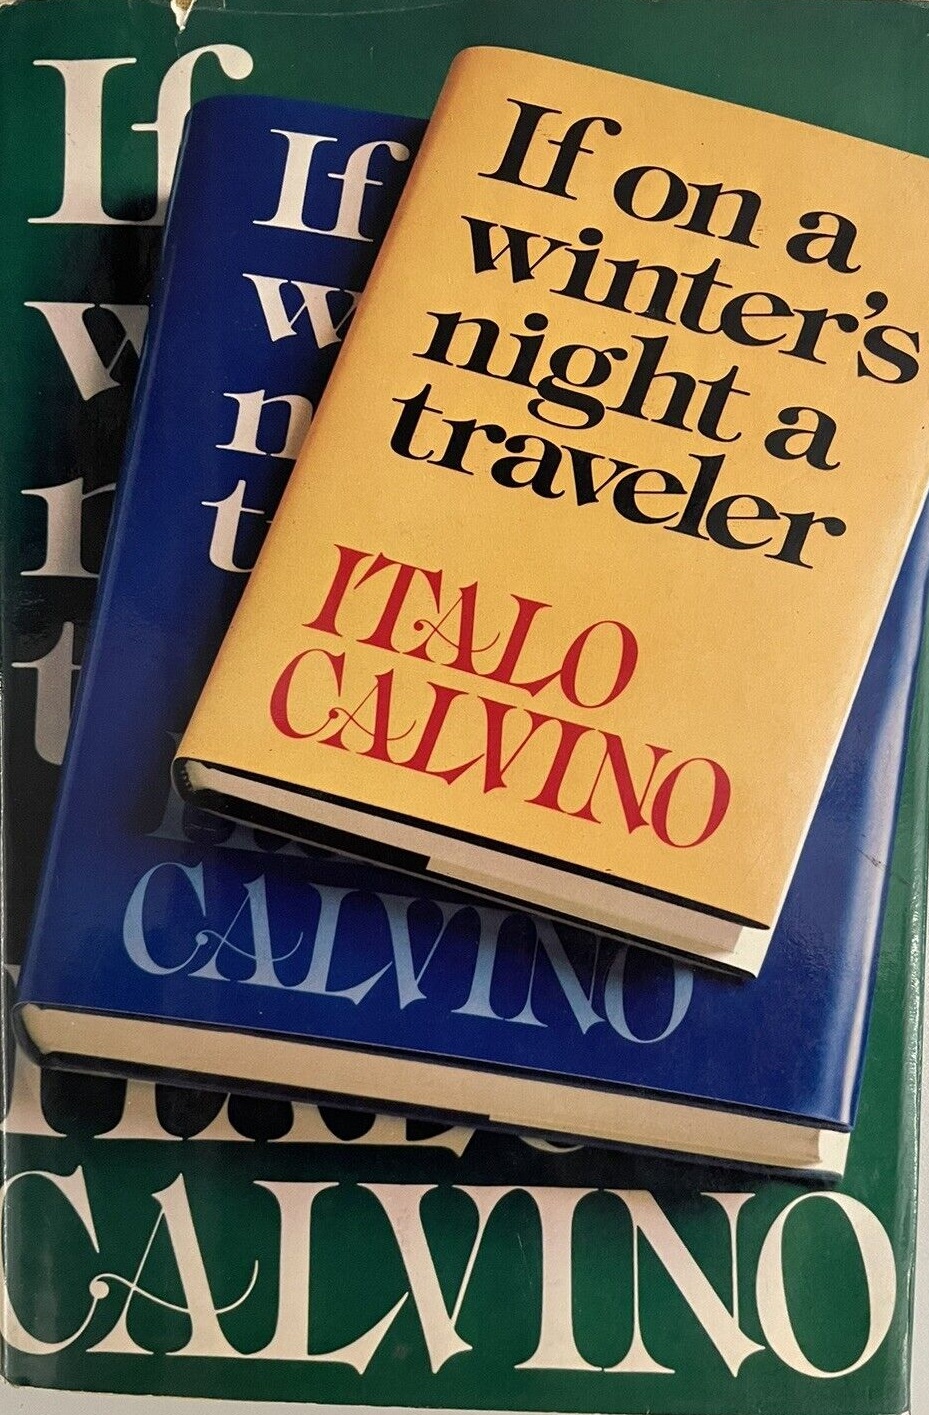 If on a
winter's
night a
traveler
ITALO
CALVINO
If
w
n
t
CALVINO
If
w
n
t
CALVINO